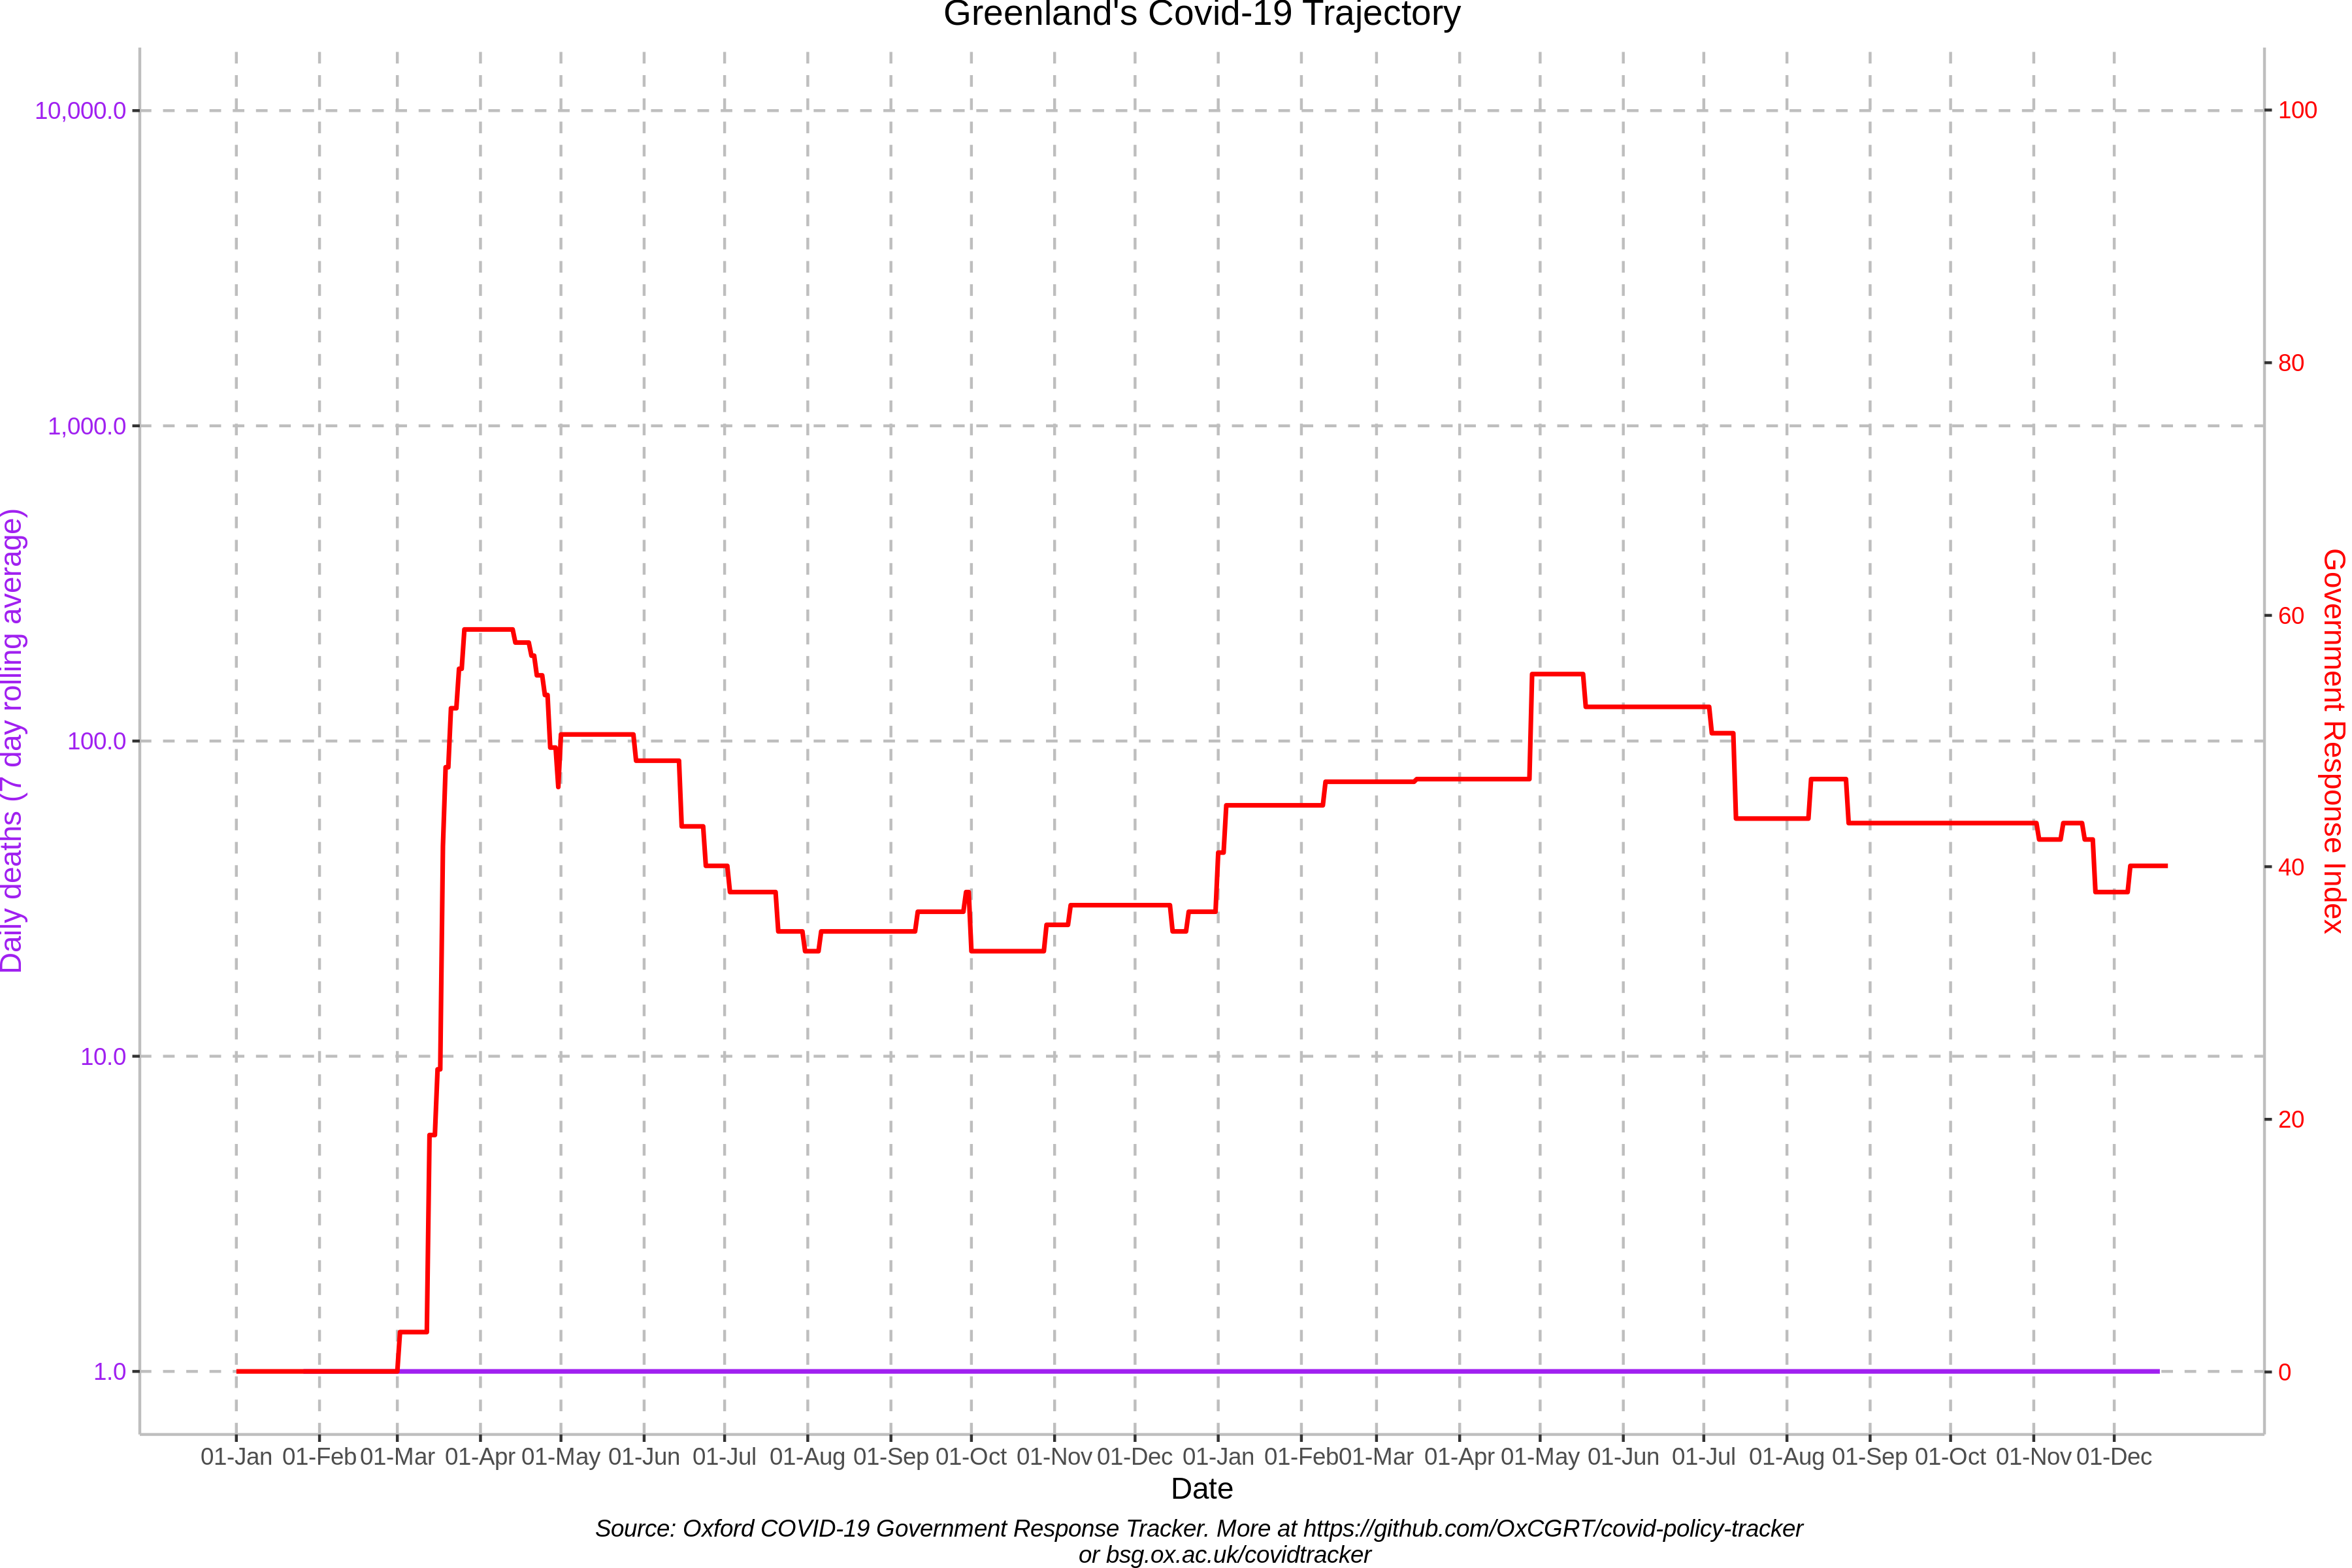 Greenland's Covid-19 Trajectory
10,000.0
1,000.0
100.0
10.0
1.0
Daily deaths (7 day rolling average)
100
80
60
40
20
0
Government Response Index
01-Jan 01-Feb 01-Mar 01-Apr 01-May 01-Jun 01-Jul 01-Aug 01-Sep 01-Oct 01-Nov 01-Dec 01-Jan 01-Feb 01-Mar 01-Apr 01-May 01-Jun 01-Jul 01-Aug 01-Sep 01-Oct 01-Nov 01-Dec
Date
Source: Oxford COVID-19 Government Response Tracker. More at https://github.com/OxCGRT/covid-policy-tracker
or bsg.ox.ac.uk/covidtracker